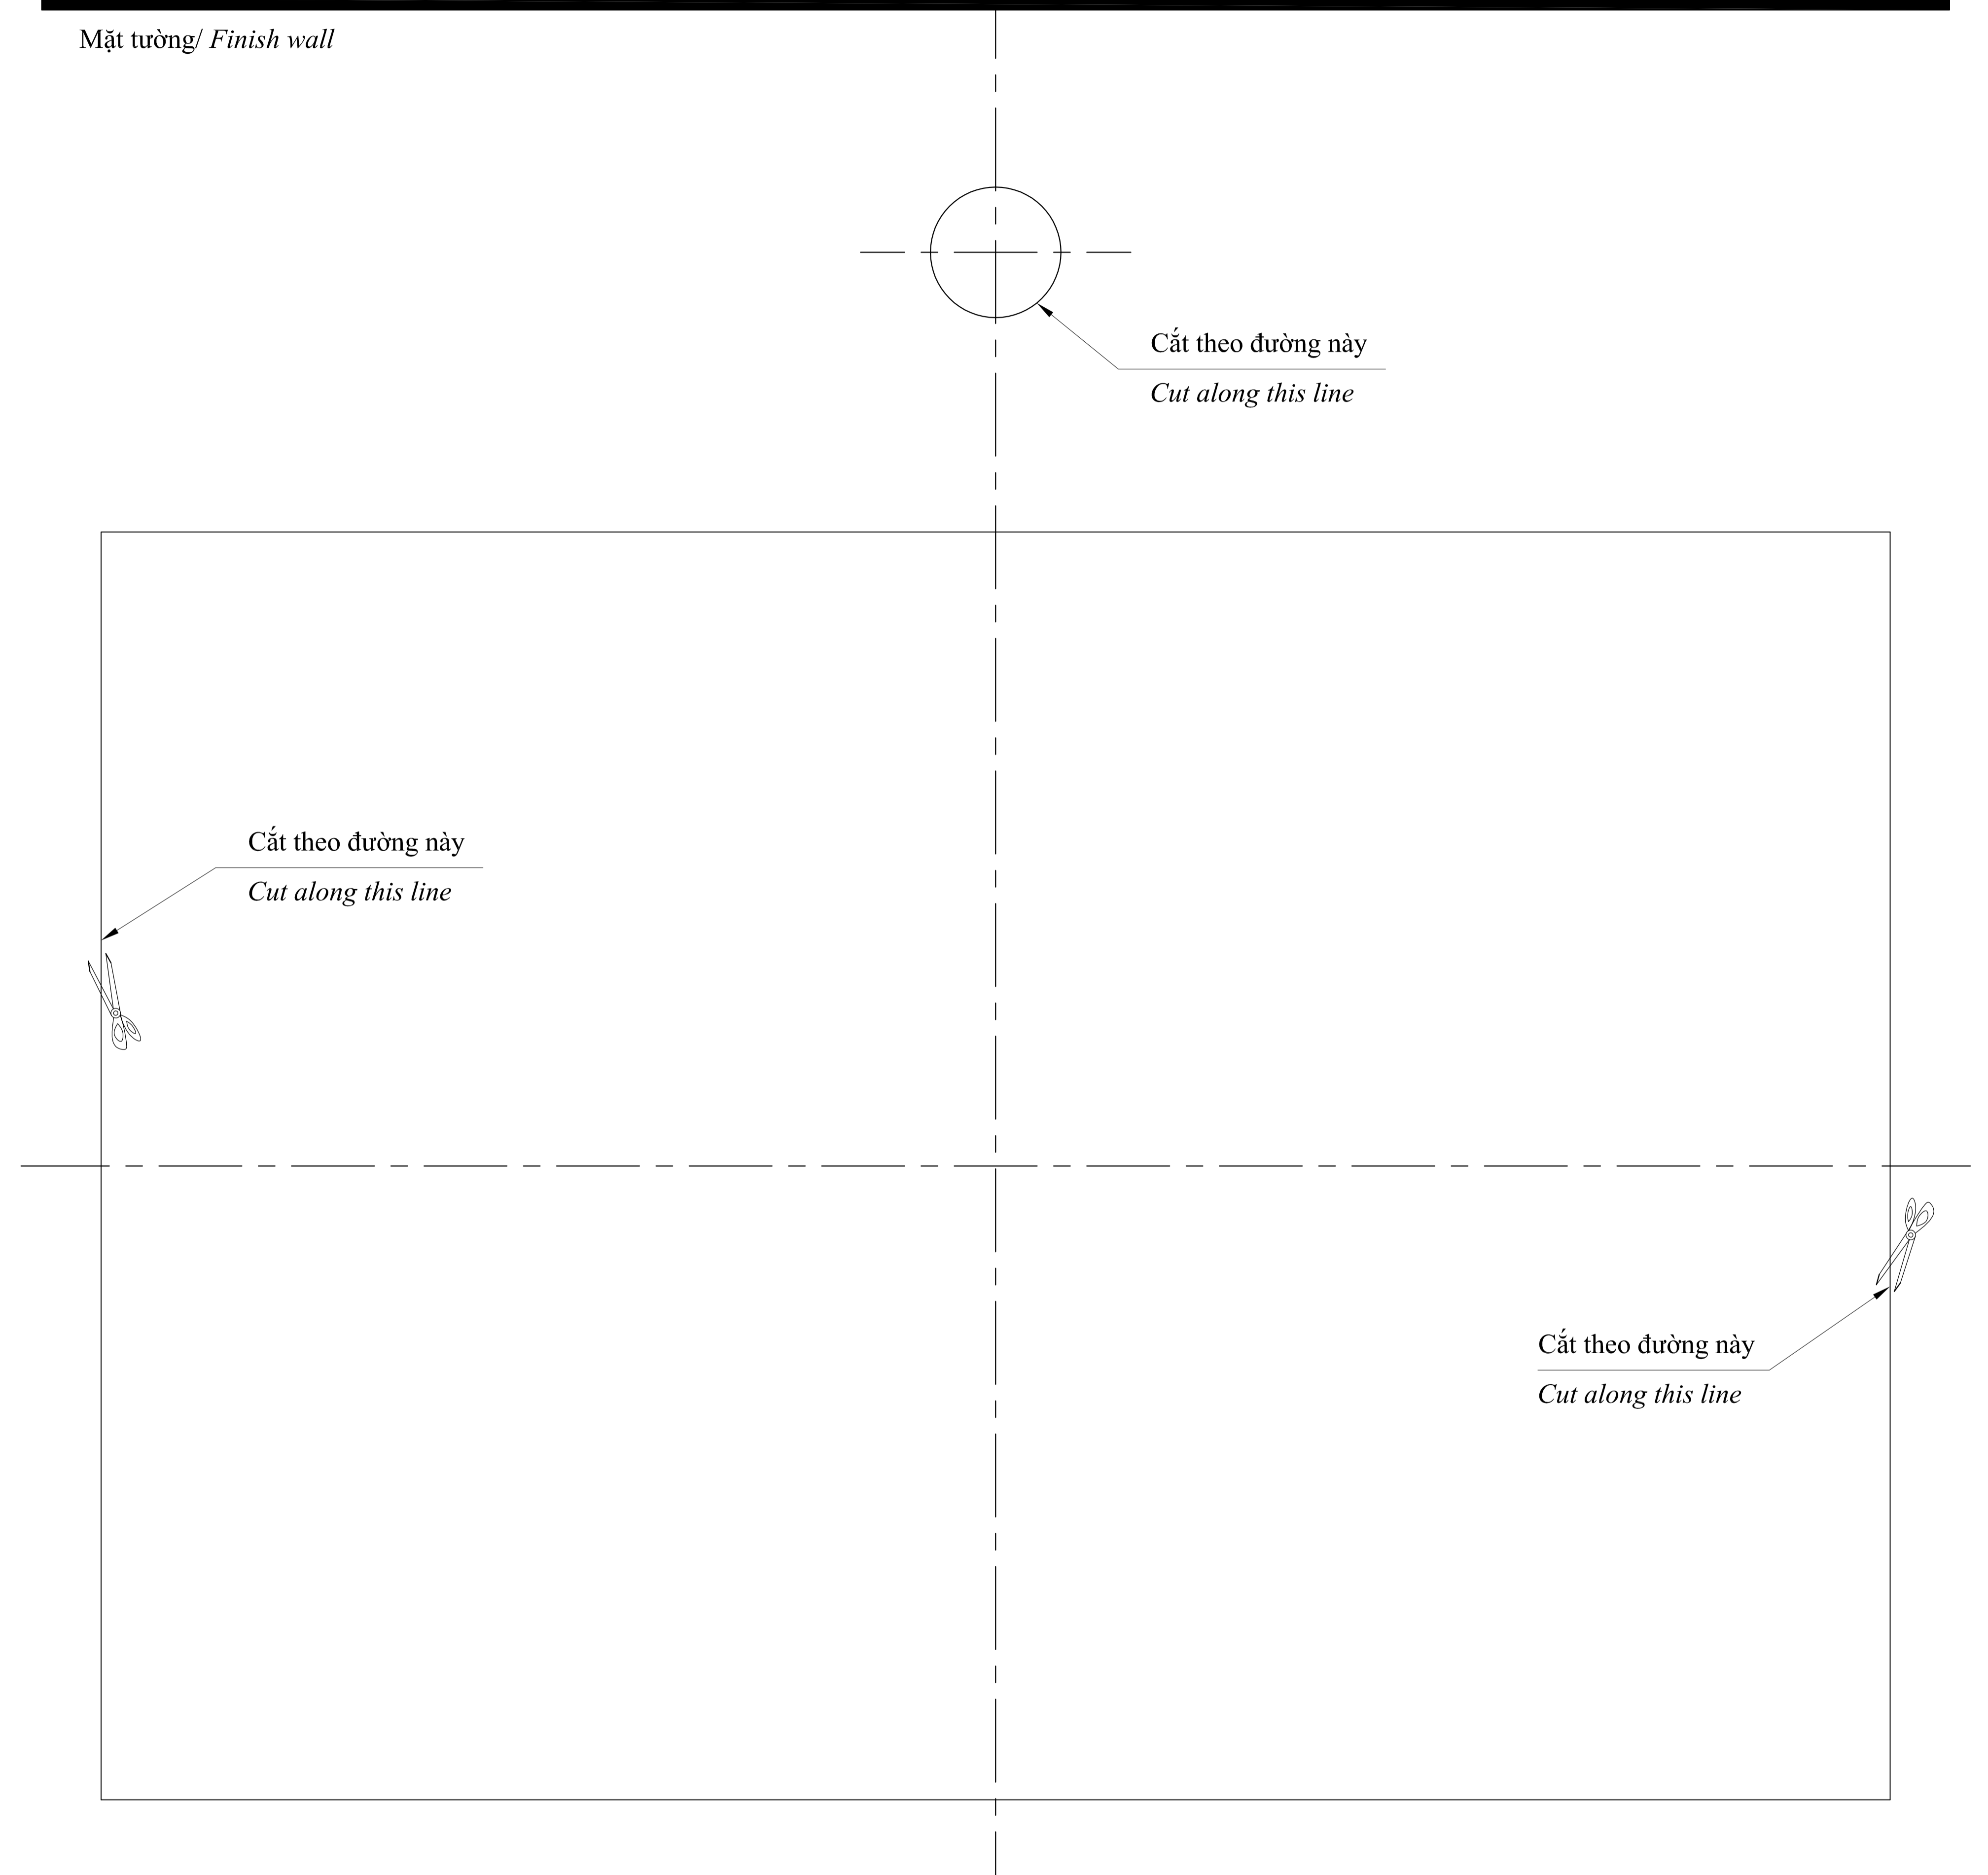 Mặt tường/ Finish wall
Cắt theo đường này
Cut along this line
Cắt theo đường này
Cut along this line
Cắt theo đường này
Cut along this line